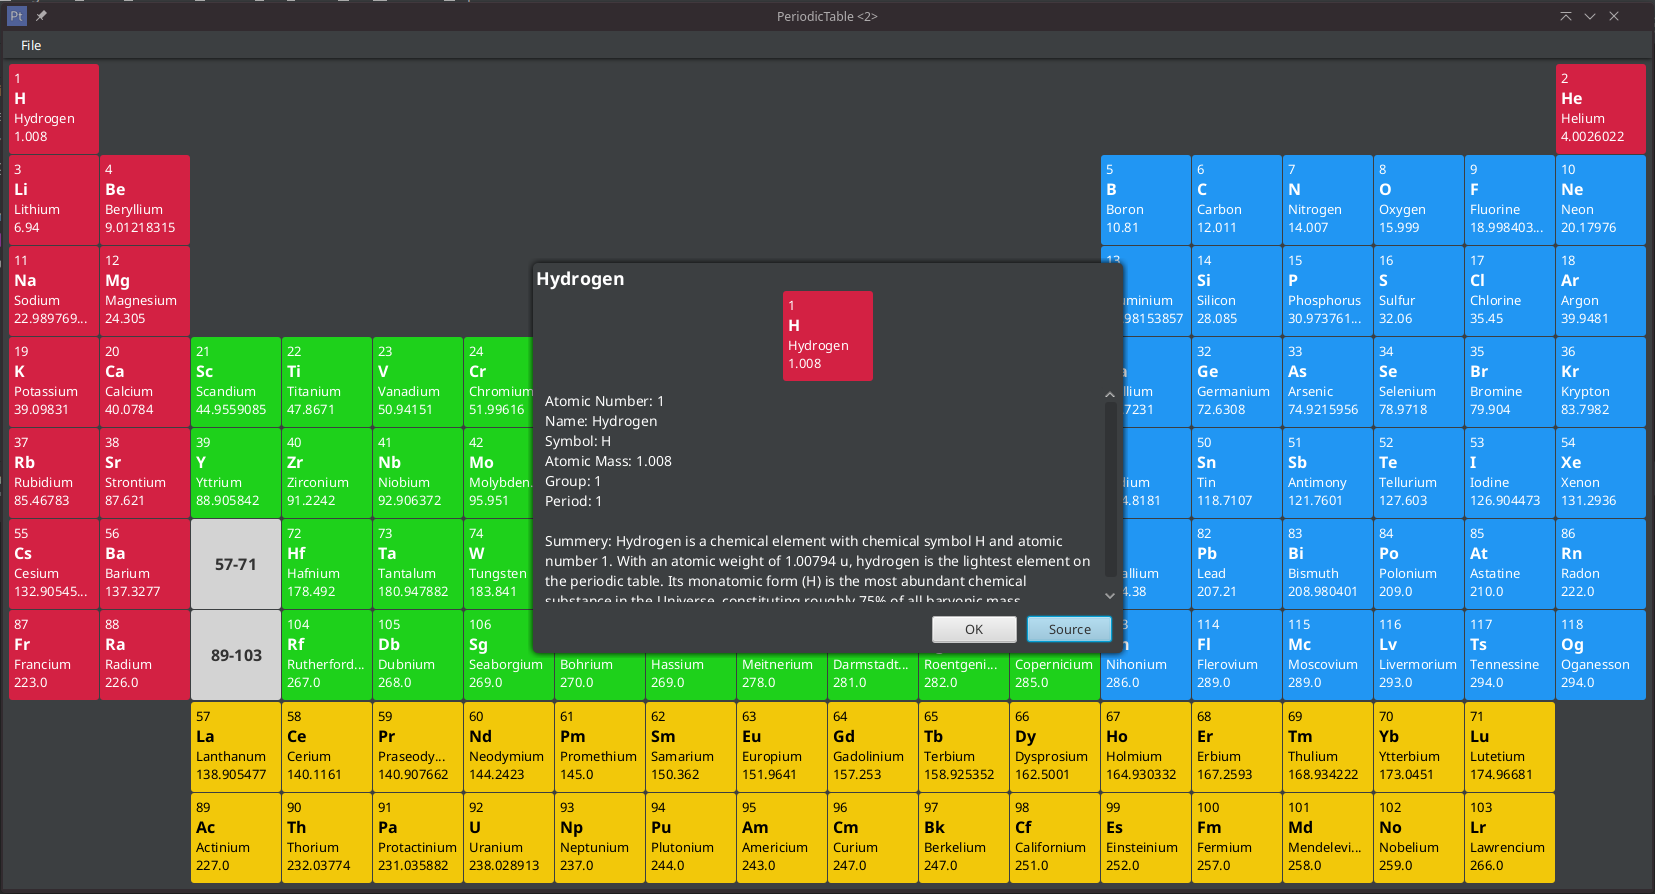 Pt
PeriodicTable <2>
File
1
H
Hydrogen
1.008
2
He
Helium
4.0026022
3
Li
Lithium
6.94
4
Be
Beryllium
9.01218315
5
B
Boron
10.81
6
C
Carbon
12.011
7
N
Nitrogen
14.007
8
O
Oxygen
15.999
9
F
Fluorine
18.998403...
10
Ne
Neon
20.17976
11
Na
Sodium
22.989769...
12
Mg
Magnesium
24.305
14
Si
Silicon
28.085
15
P
Phosphorus
30.973761...
16
S
Sulfur
32.06
17
Cl
Chlorine
35.45
18
Ar
Argon
39.9481
19
K
Potassium
39.09831
20
Ca
Calcium
40.0784
21
Sc
Scandium
44.9559085
22
Ti
Titanium
47.8671
23
V
Vanadium
50.94151
24
Cr
Chromium
51.99616
32
Ge
Germanium
72.6308
33
As
Arsenic
74.9215956
34
Se
Selenium
78.9718
35
Br
Bromine
79.904
36
Kr
Krypton
83.7982
37
Rb
Rubidium
85.46783
38
Sr
Strontium
87.621
39
Y
Yttrium
88.905842
40
Zr
Zirconium
91.2242
41
Nb
Niobium
92.906372
42
Mo
Molybden.
95.951
50
Sn
Tin
118.7107
51
Sb
Antimony
121.7601
52
Te
Tellurium
127.603
53
I
Iodine
126.904473
54
Xe
Xenon
131.2936
55
Cs
Cesium
132.90545...
56
Ba
Barium
137.3277
57-71
72
Hf
Hafnium
178.492
73
Ta
Tantalum
180.947882
74
W
Tungsten
183.841
82
Pb
Lead
207.21
83
Bi
Bismuth
208.980401
84
Po
Polonium
209.0
85
At
Astatine
210.0
86
Rn
Radon
222.0
87
Fr
Francium
223.0
88
Ra
Radium
226.0
89-103
104
Rf
Rutherford...
267.0
105
Db
Dubnium
268.0
106
Sg
Seaborgium
269.0
Bohrium
270.0
Hassium
269.0
Meitnerium
278.0
Darmstadt...
281.0
Roentgeni...
282.0
Copernicium
285.0
Nihonium
286.0
114
Fl
Flerovium
289.0
115
Mc
Moscovium
289.0
116
Lv
Livermorium
293.0
117
Ts
Tennessine
294.0
118
Og
Oganesson
294.0
57
La
Lanthanum
138.905477
58
Ce
Cerium
140.1161
59
Pr
Praseody...
140.907662
60
Nd
Neodymium
144.2423
61
Pm
Promethium
145.0
62
Sm
Samarium
150.362
63
Eu
Europium
151.9641
64
Gd
Gadolinium
157.253
65
Tb
Terbium
158.925352
66
Dy
Dysprosium
162.5001
67
Ho
Holmium
164.930332
68
Er
Erbium
167.2593
69
Tm
Thulium
168.934222
70
Yb
Ytterbium
173.0451
71
Lu
Lutetium
174.96681
89
Ac
Actinium
227.0
90
Th
Thorium
232.03774
91
Pa
Protactinium
231.035882
92
U
Uranium
238.028913
93
Np
Neptunium
237.0
94
Pu
Plutonium
244.0
95
Am
Americium
243.0
96
Cm
Curium
247.0
97
Bk
Berkelium
247.0
98
Cf
Californium
251.0
99
Es
Einsteinium
252.0
100
Fm
Fermium
257.0
101
Md
Mendelevi...
258.0
102
No
Nobelium
259.0
103
Lr
Lawrencium
266.0
Hydrogen
1
H
Hydrogen
1.008
Atomic Number: 1
Name: Hydrogen
Symbol: H
Atomic Mass: 1.008
Group: 1
Period: 1
Summery: Hydrogen is a chemical element with chemical symbol H and atomic
number 1. With an atomic weight of 1.00794 u, hydrogen is the lightest element on
the periodic table. Its monatomic form (H) is the most abundant chemical
substance in the Universe, constituting roughly 75% of all baryonic mass.
OK
Source